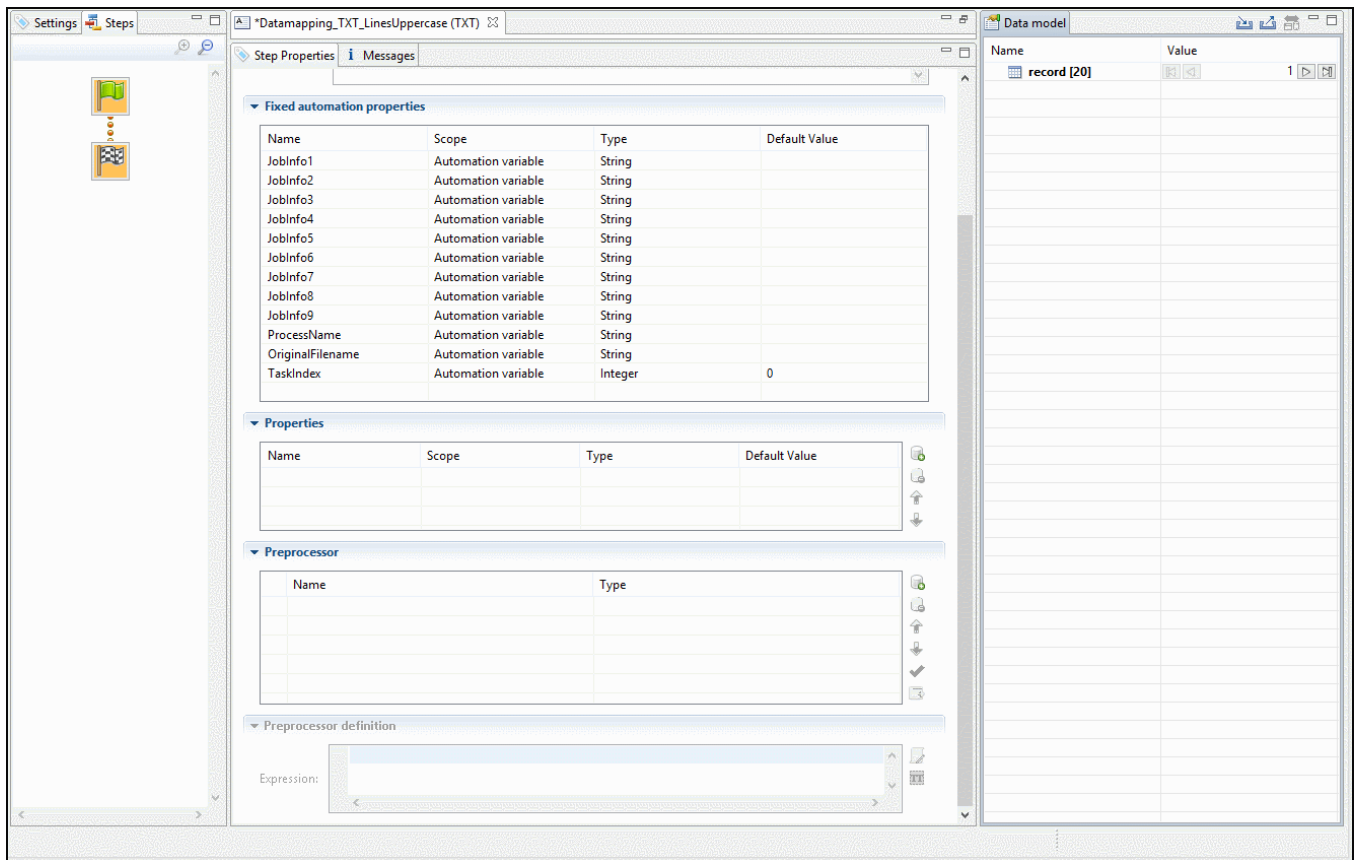 Settings Steps
*Datamapping_TXT_LinesUppercase (TXT)
Step Properties i Messages
Fixed automation properties
Name Scope Type Default Value
JobInfo1 Automation variable String
JobInfo2 Automation variable String
JobInfo3 Automation variable String
JobInfo4 Automation variable String
JobInfo5 Automation variable String
JobInfo6 Automation variable String
JobInfo7 Automation variable String
JobInfo8 Automation variable String
JobInfo9 Automation variable String
ProcessName Automation variable String
OriginalFilename Automation variable String
TaskIndex Automation variable Integer 0
Properties
Name Scope Type Default Value
Preprocessor
Name Type
Preprocessor definition
Expression:
Data model
Name Value
record [20] 1